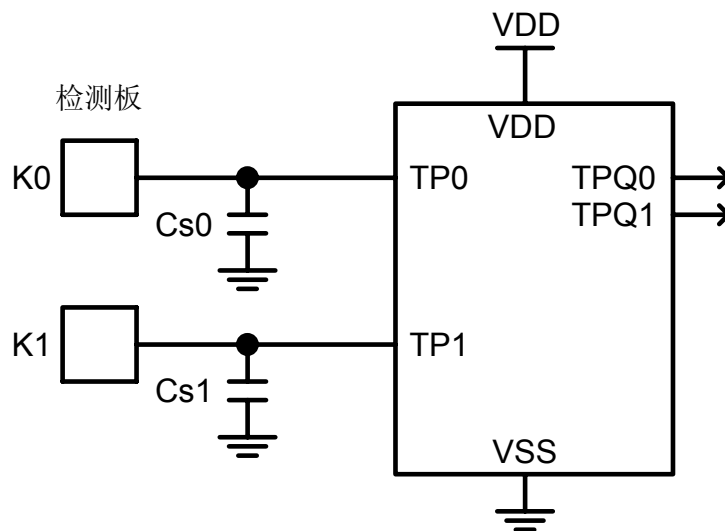 VDD
检测板
VDD
K0
TP0
TPQ0
TPQ1
Cs0
K1
TP1
Cs1
VSS